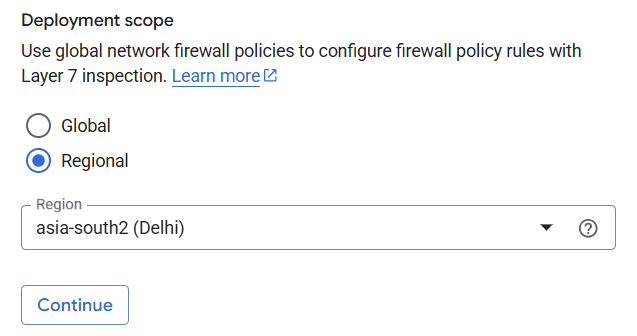 Deployment scope
Use global network firewall policies to configure firewall policy rules with
Layer 7 inspection. Learn more
Global
Regional
Region
asia-south2 (Delhi)
Continue